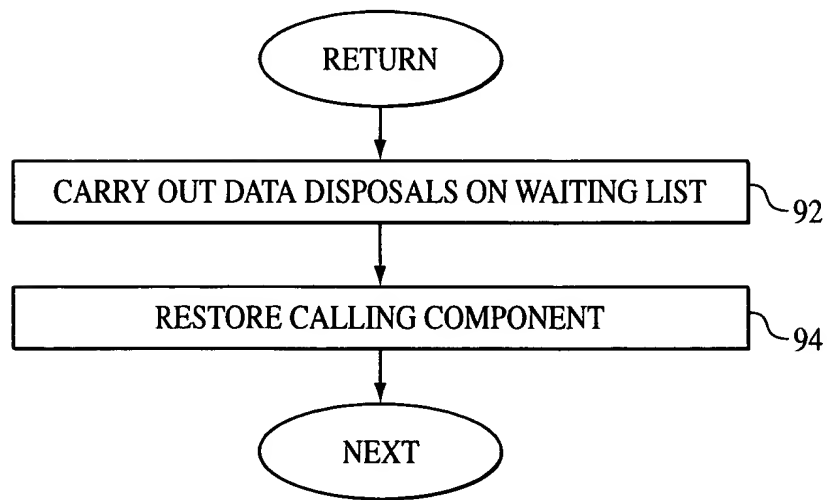 RETURN
CARRY OUT DATA DISPOSALS ON WAITING LIST
92
RESTORE CALLING COMPONENT
94
NEXT